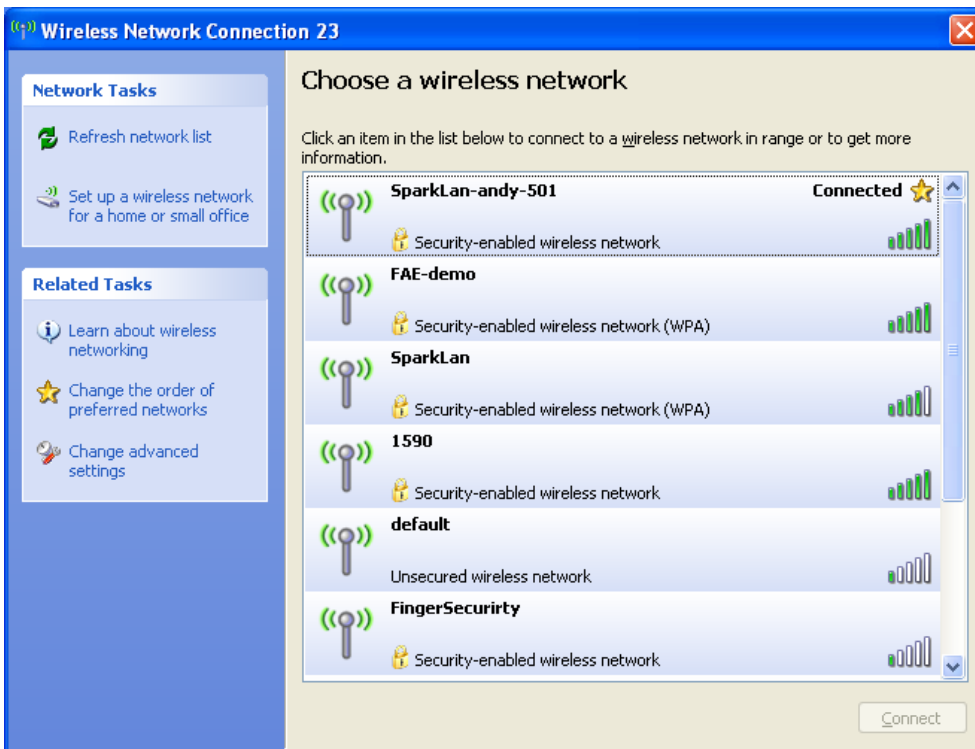 Wireless Network Connection 23
Network Tasks
Refresh network list
Set up a wireless network
for a home or small office
Related Tasks
Learn about wireless
networking
Change the order of
preferred networks
Change advanced
settings
Choose a wireless network
Click an item in the list below to connect to a wireless network in range or to get more
information.
SparkLan-andy-501 Connected
Security-enabled wireless network
FAE-demo
Security-enabled wireless network (WPA)
SparkLan
Security-enabled wireless network (WPA)
1590
Security-enabled wireless network
default
Unsecured wireless network
FingerSecurirty
Security-enabled wireless network
Connect